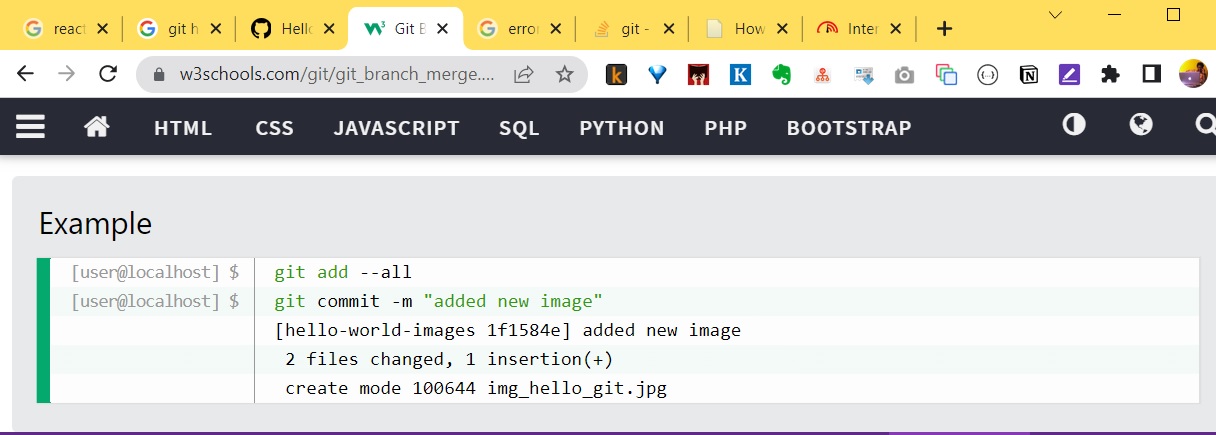 react
git h
Hello
Git B
error
git -
How
Inter
w3schools.com/git/git_branch_merge....
HTML CSS JAVASCRIPT SQL PYTHON PHP BOOTSTRAP
Example
[user@localhost] $ git add --all
[user@localhost] $ git commit -m "added new image"
[hello-world-images 1f1584e] added new image
2 files changed, 1 insertion(+)
create mode 100644 img_hello_git.jpg